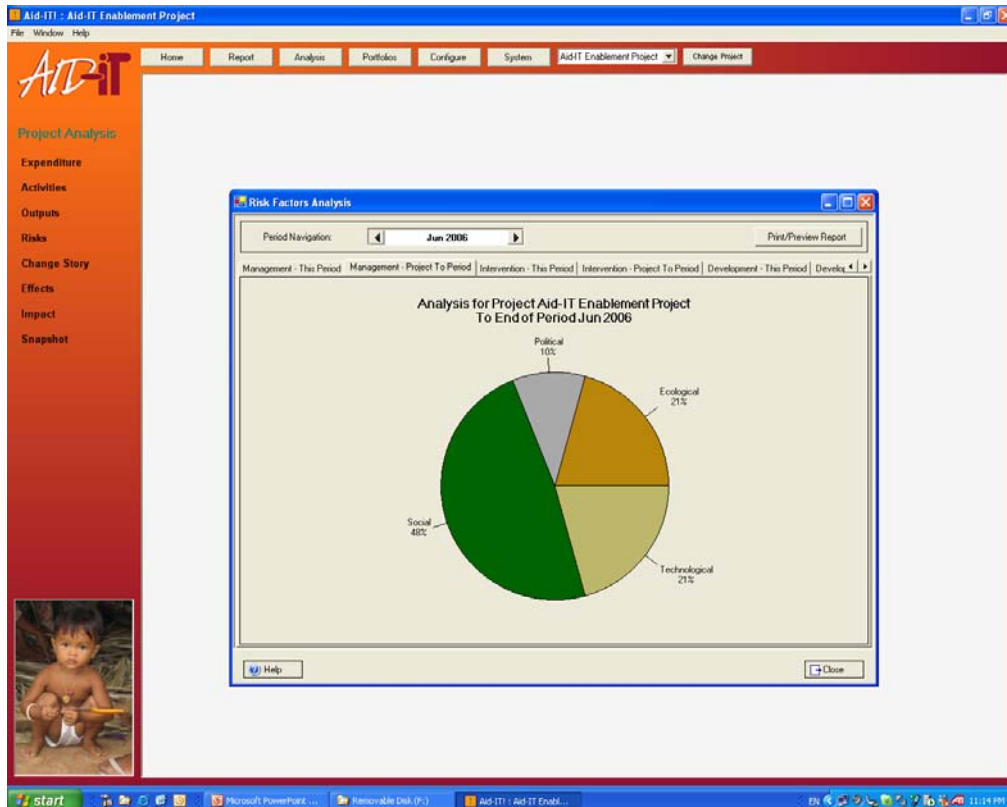 Aid-IT! : Aid-IT Enablement Project
File Window Help
AID-iT
Home Report Analysis Portfolios Configure System Aid-IT Enablement Project Change Project
Project Analysis
Expenditure
Activities
Outputs
Risks
Change Story
Effects
Impact
Snapshot
Risk Factors Analysis
Period Navigation: Jun 2006 Print/Preview Report
Management - This Period Management - Project To Period Intervention - This Period Intervention - Project To Period Development - This Period Develop
Analysis for Project Aid-IT Enablement Project
To End of Period Jun 2006
Political
10%
Ecological
21%
Social
48%
Technological
21%
Help Close
start Microsoft PowerPoint ... Removable Disk (F:) Aid-IT! : Aid-IT Enabl... EN 11:14 PM